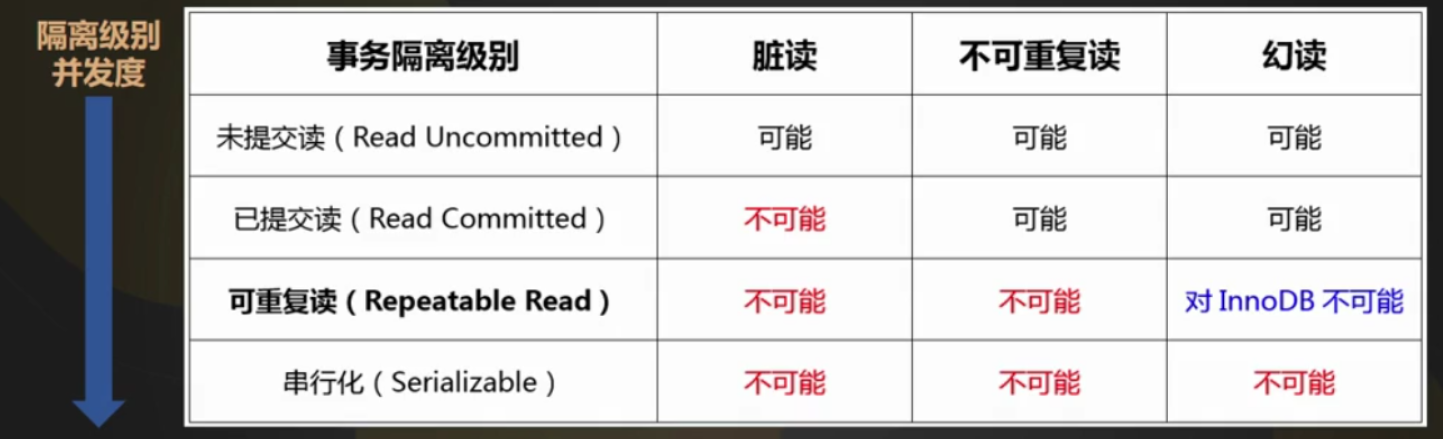 隔离级别
并发度
事务隔离级别 脏读 不可重复读 幻读
未提交读（Read Uncommitted） 可能 可能 可能
已提交读（Read Committed） 不可能 可能 可能
可重复读（Repeatable Read） 不可能 不可能 对 InnoDB 不可能
串行化（Serializable） 不可能 不可能 不可能